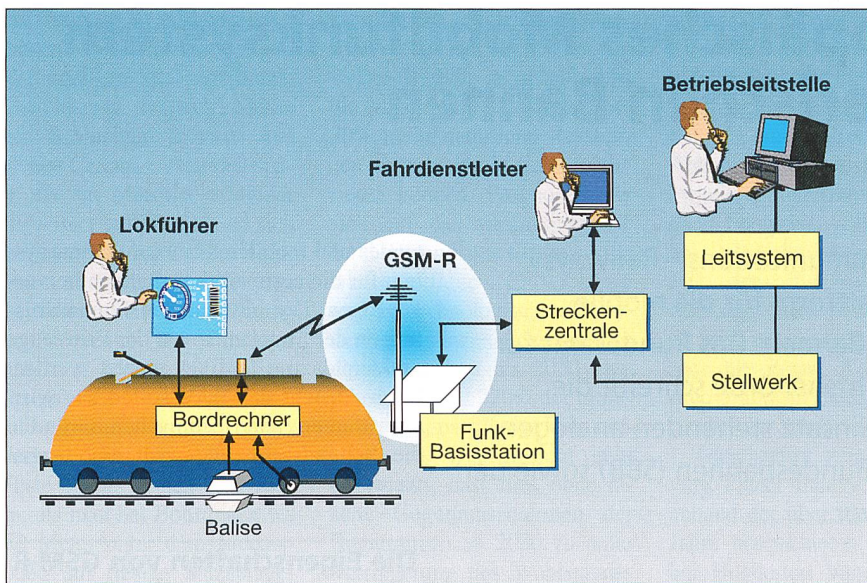 Betriebsleitstelle
Fahrdienstleiter
Lokführer
GSM-R
Leitsystem
Strecken-
zentrale
Stellwerk
Bordrechner
Funk-
Basisstation
Balise